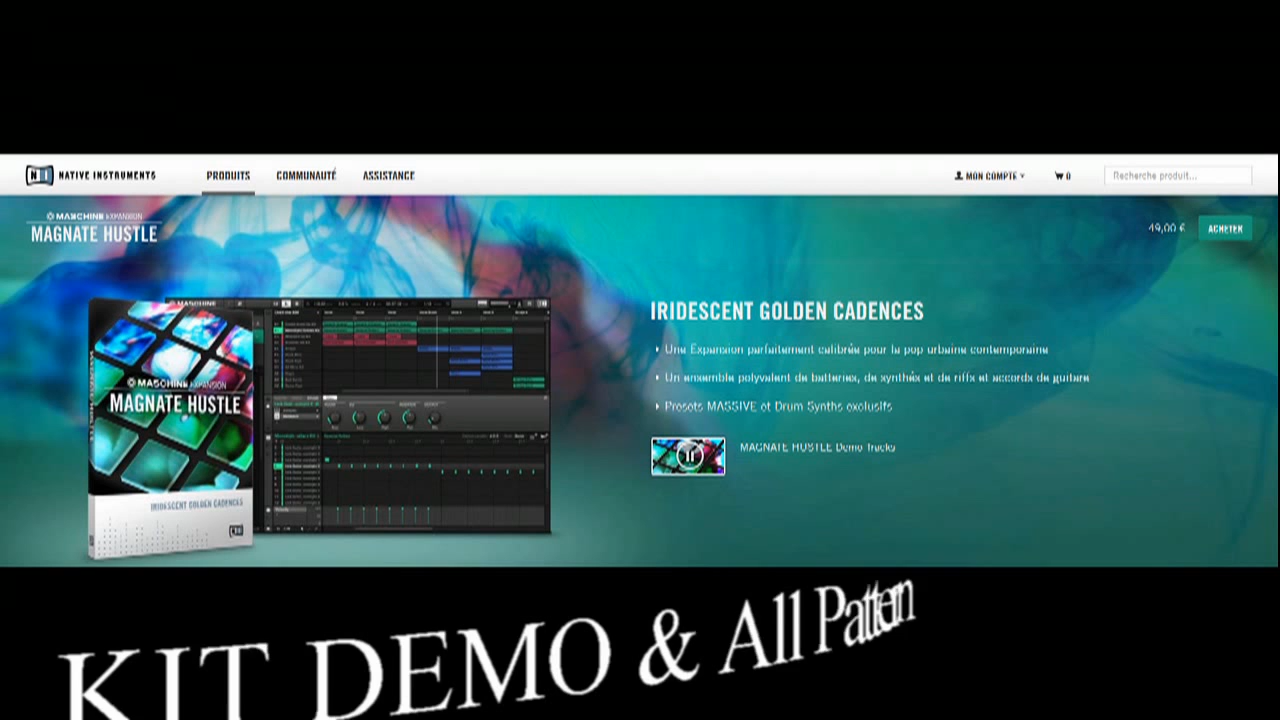 NATIVE INSTRUMENTS
PRODUITS COMMUNAUTÉ ASSISTANCE
MON COMPTE
0
Recherche produit...
MASCHINE EXPANSION
MAGNATE HUSTLE
49,00 €
ACHETER
MASCHINE
MASCHINE EXPANSION
MAGNATE HUSTLE
IRIDESCENT GOLDEN CADENCES
IRIDESCENT GOLDEN CADENCES
Une Expansion parfaitement calibrée pour la pop urbaine contemporaine
Un ensemble polyvalent de batteries, de synthés et de riffs et accords de guitare
Presets MASSIVE et Drum Synths exclusifs
MAGNATE HUSTLE Demo Tracks
KIT DEMO & All Pattern